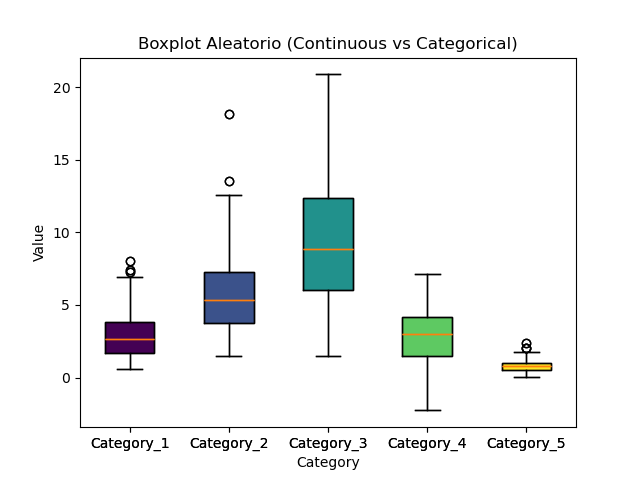 Boxplot Aleatorio (Continuous vs Categorical)
20
15
10
5
0
Value
Category_1 Category_2 Category_3 Category_4 Category_5
Category